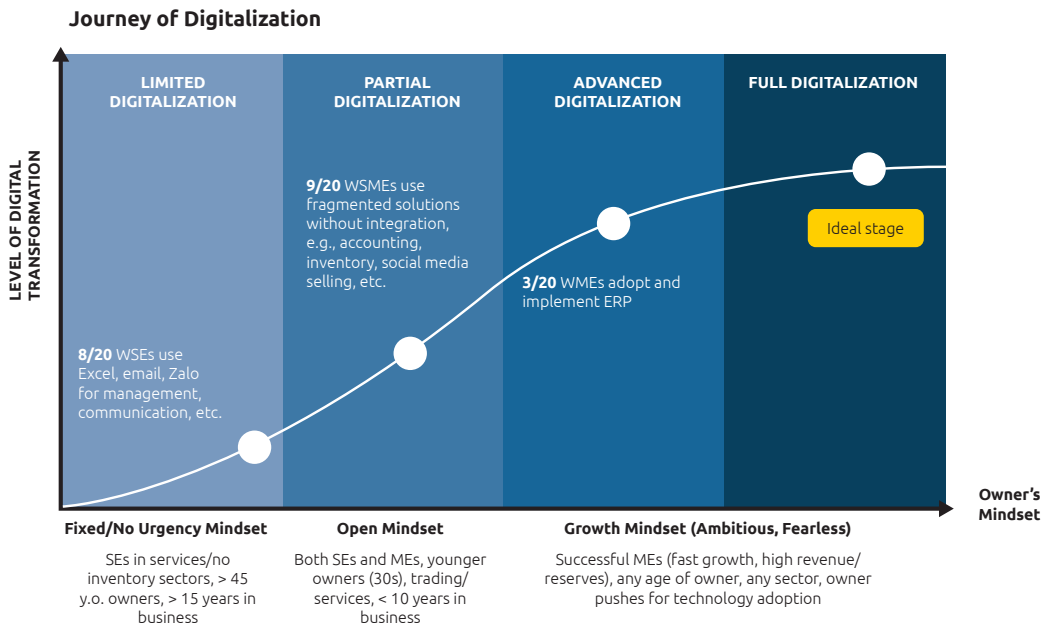 Journey of Digitalization
LEVEL OF DIGITAL
TRANSFORMATION
LIMITED
DIGITALIZATION
8/20 WSEs use
Excel, email, Zalo
for management,
communication, etc.
PARTIAL
DIGITALIZATION
9/20 WSMEs use
fragmented solutions
without integration,
e.g., accounting,
inventory, social media
selling, etc.
ADVANCED
DIGITALIZATION
3/20 WMEs adopt and
implement ERP
FULL DIGITALIZATION
Ideal stage
Owner's
Mindset
Fixed/No Urgency Mindset
SEs in services/no
inventory sectors, > 45
y.o. owners, > 15 years in
business
Open Mindset
Both SEs and MEs, younger
owners (30s), trading/
services, < 10 years in
business
Growth Mindset (Ambitious, Fearless)
Successful MEs (fast growth, high revenue/
reserves), any age of owner, any sector, owner
pushes for technology adoption